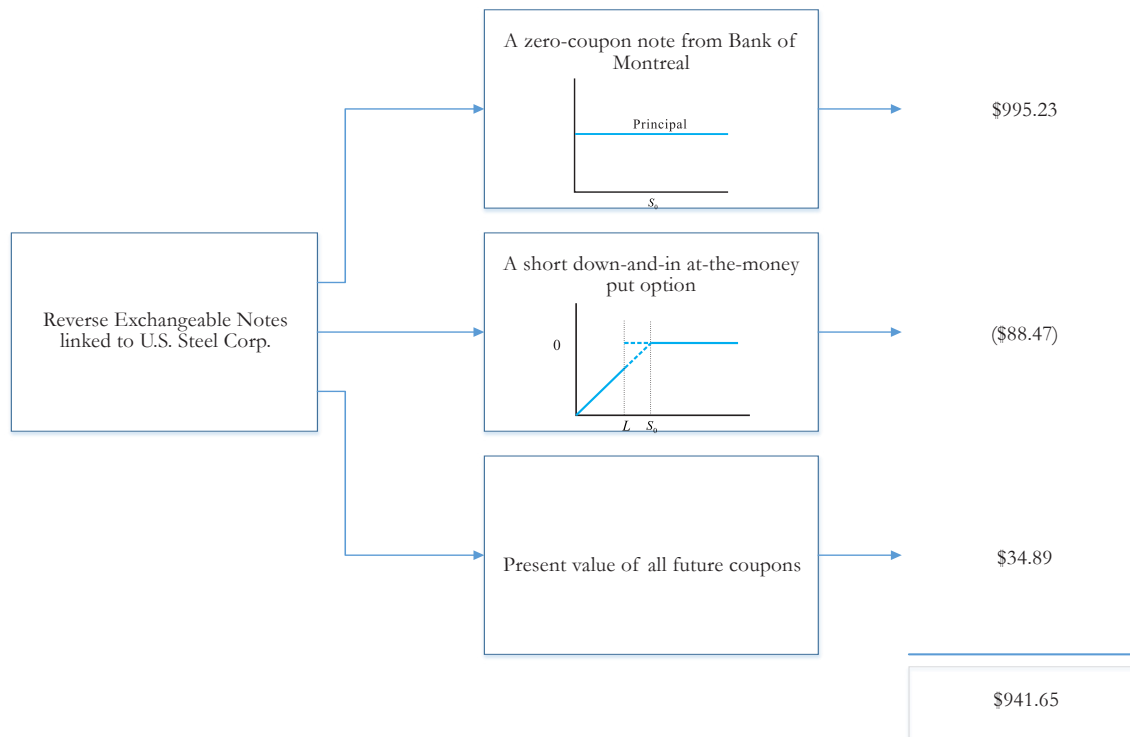 A zero-coupon note from Bank of
Montreal
Principal
S₀
$995.23
Reverse Exchangeable Notes
linked to U.S. Steel Corp.
A short down-and-in at-the-money
put option
0
L S₀
($88.47)
Present value of all future coupons
$34.89
$941.65